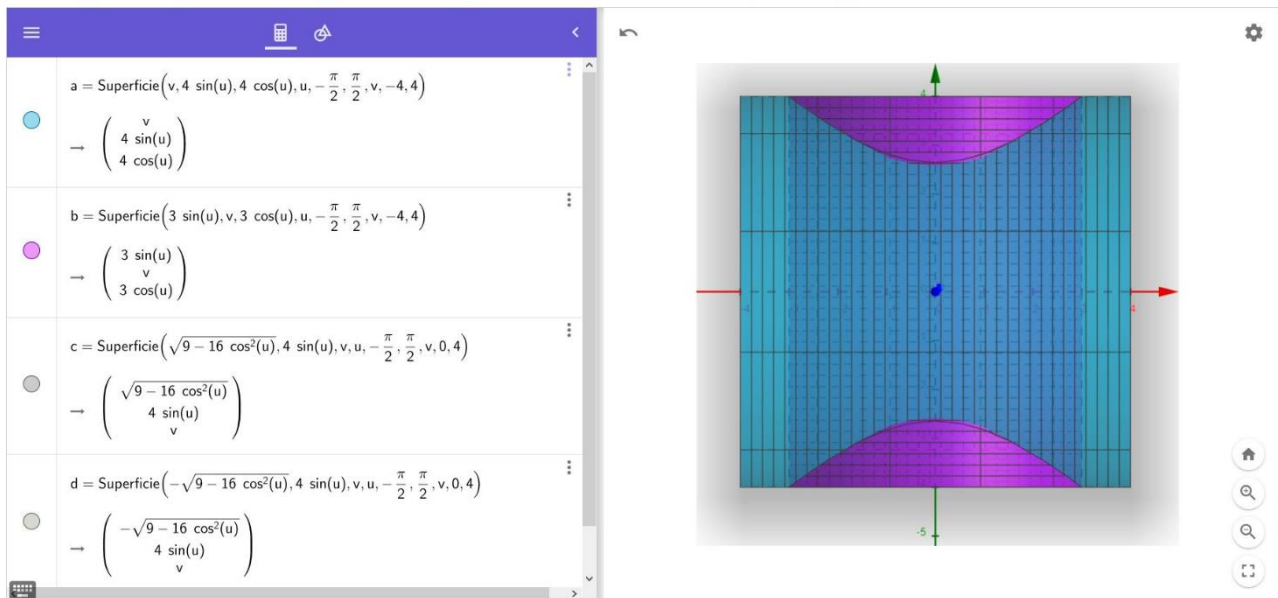 a = Superficie(v, 4 sin(u), 4 cos(u), u, −π/2, π/2, v, −4, 4)
→ (v
4 sin(u)
4 cos(u))
b = Superficie(3 sin(u), v, 3 cos(u), u, −π/2, π/2, v, −4, 4)
→ (3 sin(u)
v
3 cos(u))
c = Superficie(√(9 − 16 cos²(u)), 4 sin(u), v, u, −π/2, π/2, v, 0, 4)
→ (√(9 − 16 cos²(u))
4 sin(u)
v)
d = Superficie(−√(9 − 16 cos²(u)), 4 sin(u), v, u, −π/2, π/2, v, 0, 4)
→ (−√(9 − 16 cos²(u))
4 sin(u)
v)
4
-4
4
-5